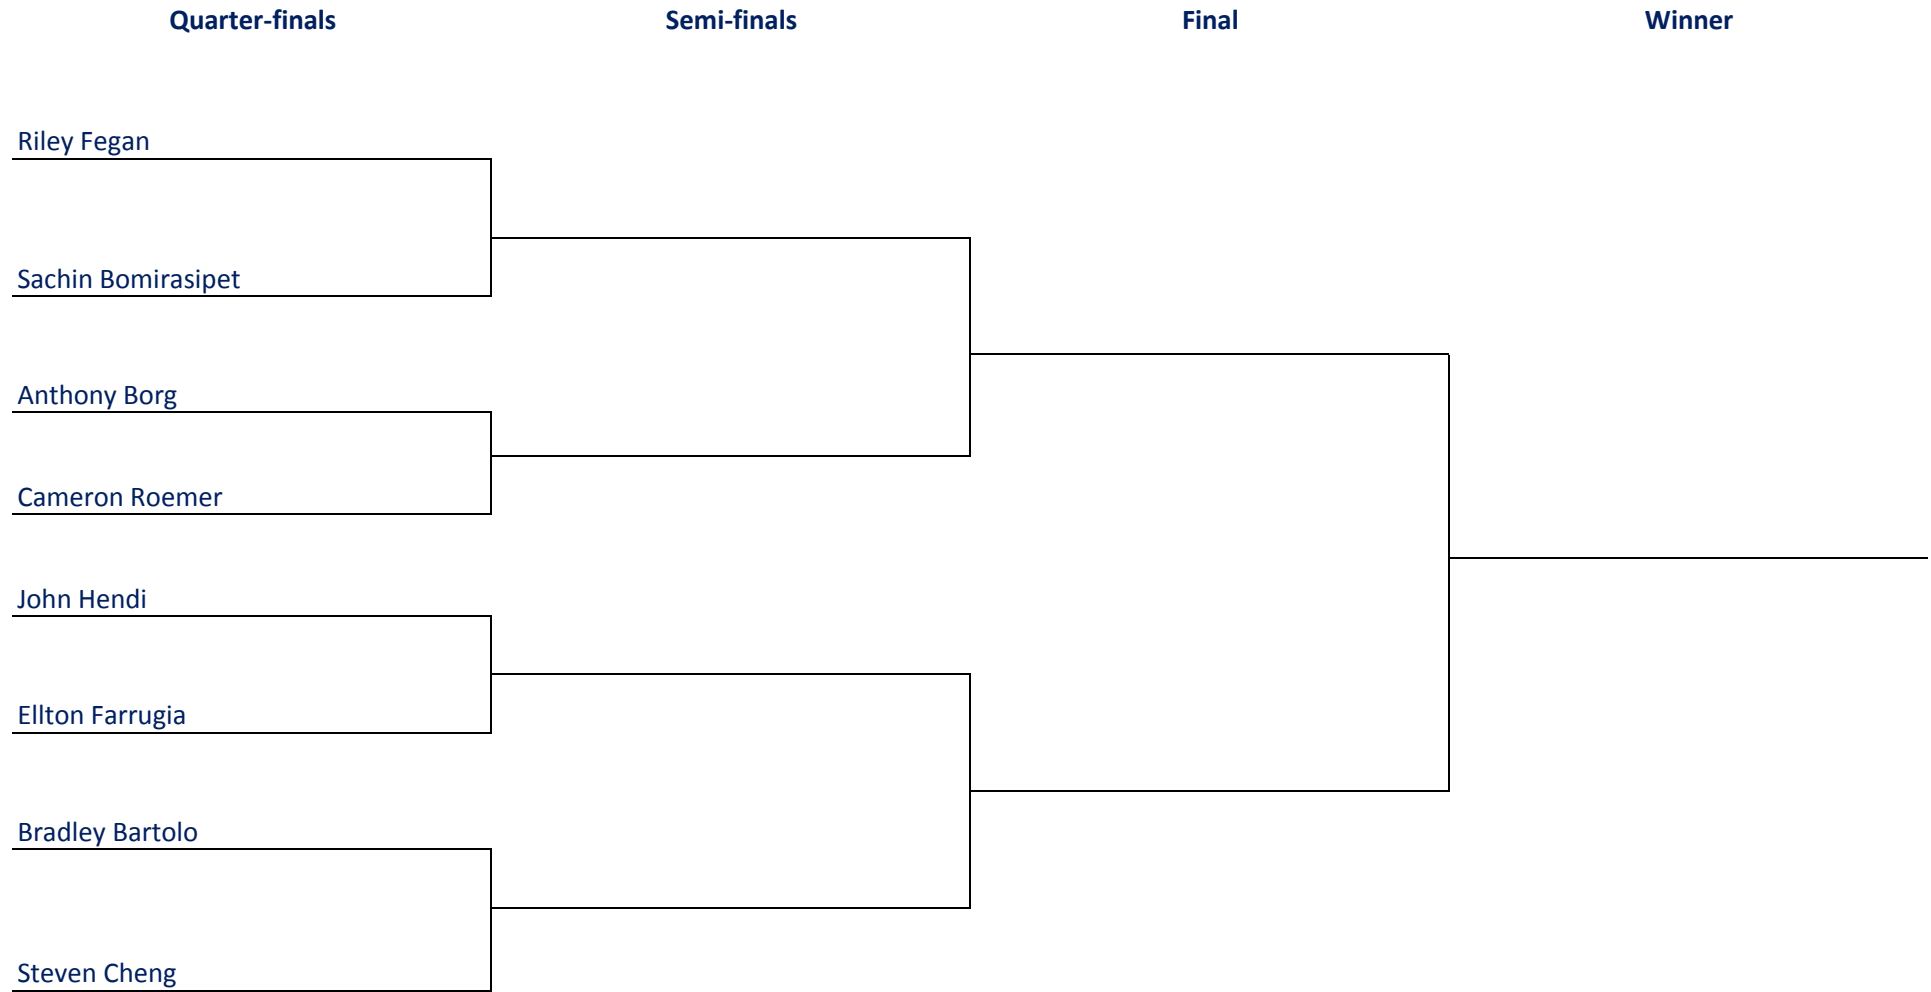 Quarter-finals Semi-finals Final Winner
Riley Fegan
Sachin Bomirasipet
Anthony Borg
Cameron Roemer
John Hendi
Ellton Farrugia
Bradley Bartolo
Steven Cheng